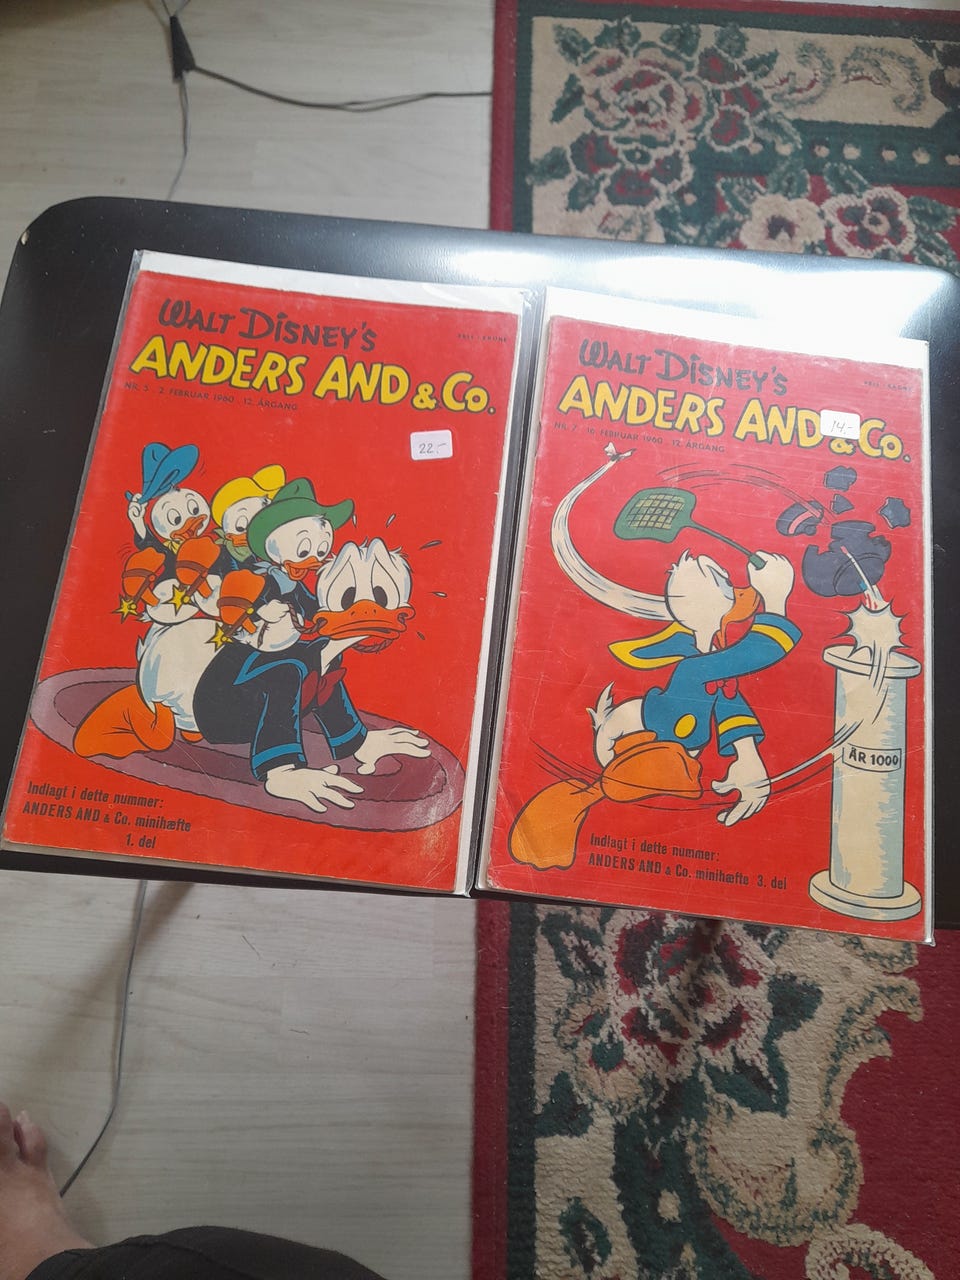 WALT DISNEY'S
ANDERS AND & Co.
NR. 5 - 2. FEBRUAR 1960 - 12. ÅRGANG
22.-
Indlagt i dette nummer:
ANDERS AND & Co. minihæfte
1. del
WALT DISNEY'S
ANDERS AND & Co.
NR. 7 - 16. FEBRUAR 1960 - 12. ÅRGANG
14.-
ÅR 1000
Indlagt i dette nummer:
ANDERS AND & Co. minihæfte 3. del